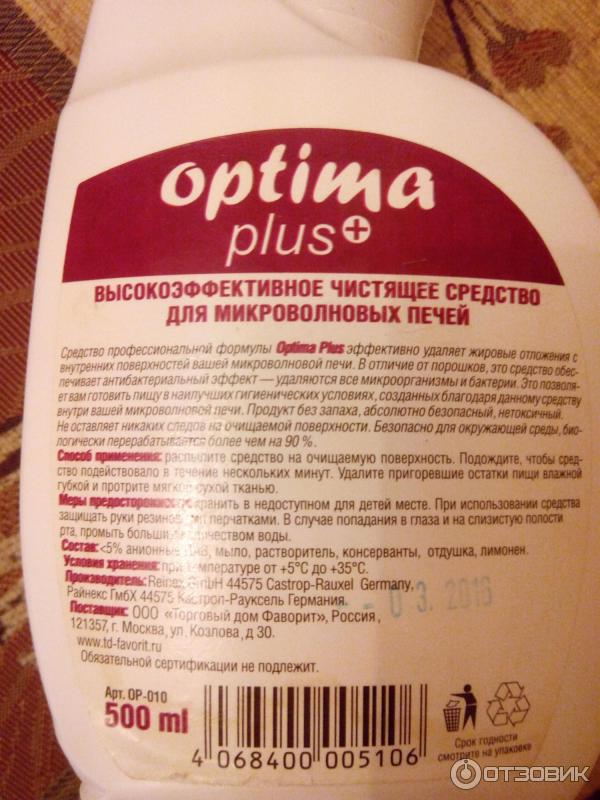 optima
plus+
ВЫСОКОЭФФЕКТИВНОЕ ЧИСТЯЩЕЕ СРЕДСТВО
ДЛЯ МИКРОВОЛНОВЫХ ПЕЧЕЙ
Средство профессиональной формулы Optima Plus эффективно удаляет жировые отложения с
внутренних поверхностей вашей микроволновой печи. В отличие от порошков, это средство обес-
печивает антибактериальный эффект — удаляются все микроорганизмы и бактерии. Это позволя-
ет вам готовить пищу в наилучших гигиенических условиях, созданных благодаря данному средству
внутри вашей микроволновой печи. Продукт без запаха, абсолютно безопасный, нетоксичный.
Не оставляет никаких следов на очищаемой поверхности. Безопасно для окружающей среды, био-
логически перерабатывается более чем на 90 %.
Способ применения: распылите средство на очищаемую поверхность. Подождите, чтобы сред-
ство подействовало в течение нескольких минут. Удалите пригоревшие остатки пищи влажной
губкой и протрите мягкой сухой тканью.
Меры предосторожности: хранить в недоступном для детей месте. При использовании средства
защищать руки резиновыми перчатками. В случае попадания в глаза и на слизистую полости
рта, промыть большим количеством воды.
Состав: <5% анионные ПАВ, мыло, растворитель, консерванты, отдушка, лимонен.
Условия хранения: при температуре от +5°С до +35°С.
Производитель: Reinex GmbH 44575 Castrop-Rauxel Germany,
Райнекс ГмбХ 44575 Кастроп-Рауксель Германия.
03. 2016
Поставщик: ООО «Торговый дом Фаворит», Россия,
121357, г. Москва, ул. Козлова, д 30.
www.td-favorit.ru
Обязательной сертификации не подлежит.
Арт. OP-010
500 ml
4 068400 005106
Срок годности
смотрите на упаковке
ОТЗОВИК